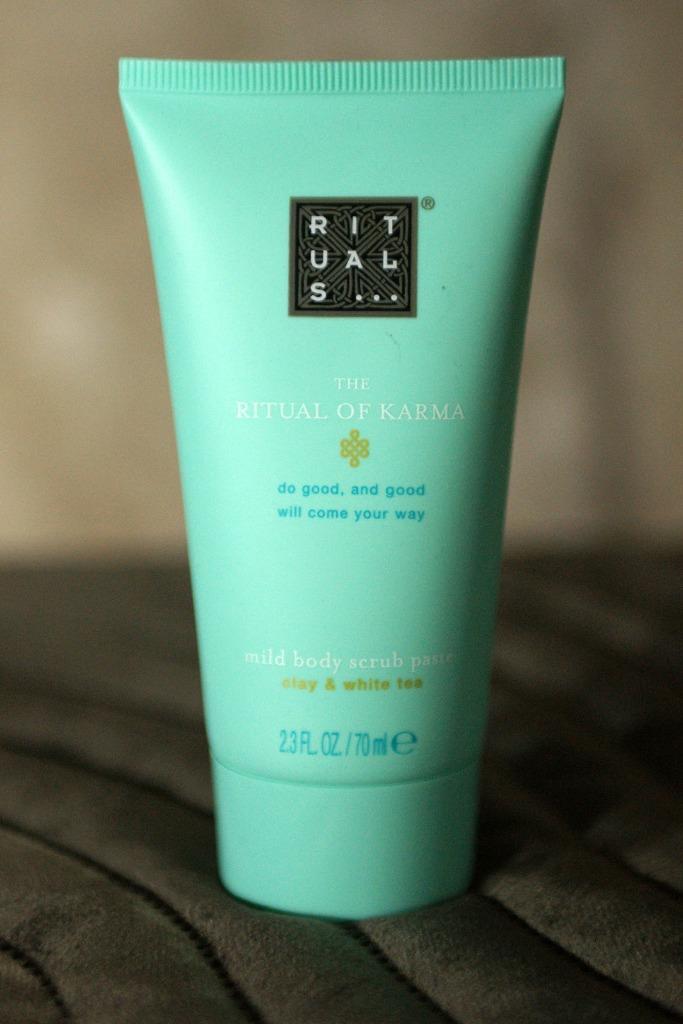 RIT
UAL
S...
®
THE
RITUAL OF KARMA
do good, and good
will come your way
mild body scrub paste
clay & white tea
2.3 FL. OZ. / 70 ml ℮